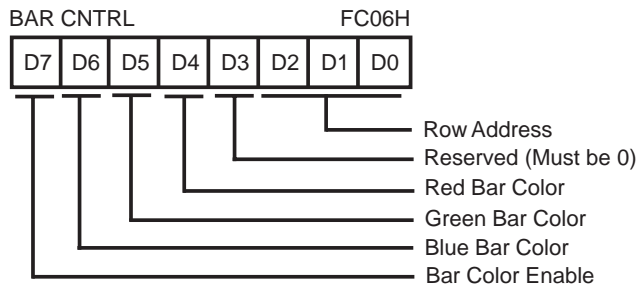 BAR CNTRL FC06H
D7 D6 D5 D4 D3 D2 D1 D0
Row Address
Reserved (Must be 0)
Red Bar Color
Green Bar Color
Blue Bar Color
Bar Color Enable